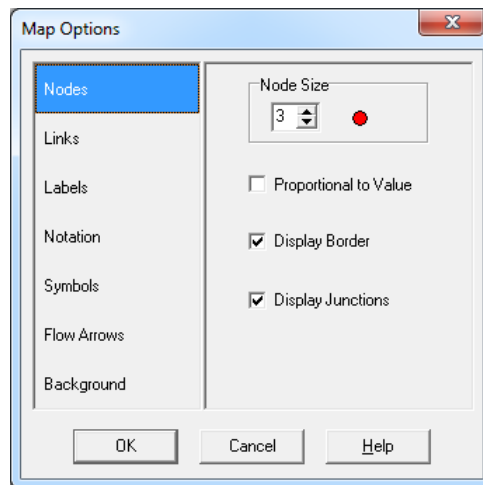 Map Options
Nodes
Links
Labels
Notation
Symbols
Flow Arrows
Background
Node Size
3
Proportional to Value
Display Border
Display Junctions
OK
Cancel
Help